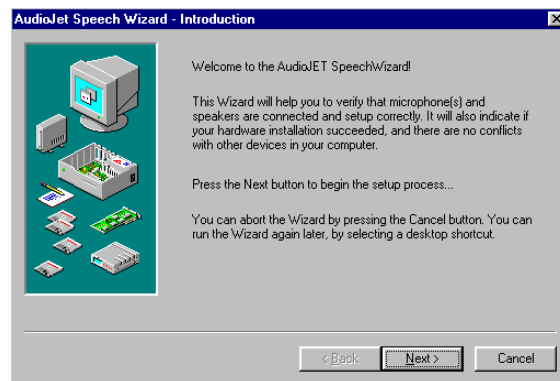 AudioJet Speech Wizard - Introduction
Welcome to the AudioJET SpeechWizard!
This Wizard will help you to verify that microphone(s) and
speakers are connected and setup correctly. It will also indicate if
your hardware installation succeeded, and there are no conflicts
with other devices in your computer.
Press the Next button to begin the setup process...
You can abort the Wizard by pressing the Cancel button. You can
run the Wizard again later, by selecting a desktop shortcut.
< Back
Next >
Cancel